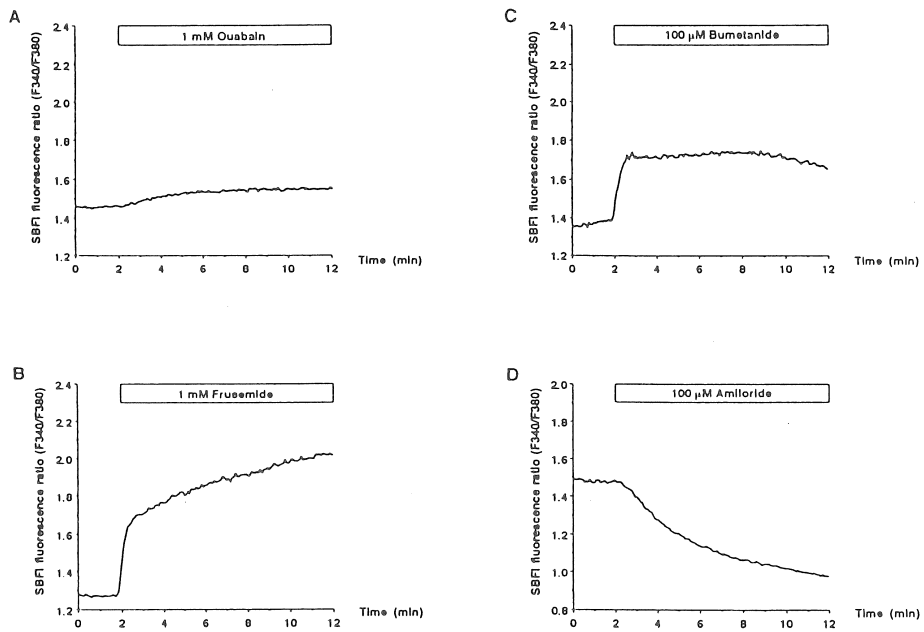 A
SBFI fluorescence ratio (F340/F380)
2.4
2.2
2.0
1.8
1.6
1.4
1.2
1 mM Ouabain
0 2 4 6 8 10 12
Time (min)
C
SBFI fluorescence ratio (F340/F380)
2.4
2.2
2.0
1.8
1.6
1.4
1.2
100 µM Bumetanide
0 2 4 6 8 10 12
Time (min)
B
SBFI fluorescence ratio (F340/F380)
2.4
2.2
2.0
1.8
1.6
1.4
1.2
1 mM Frusemide
0 2 4 6 8 10 12
Time (min)
D
SBFI fluorescence ratio (F340/F380)
2.0
1.8
1.6
1.4
1.2
1.0
0.8
100 µM Amiloride
0 2 4 6 8 10 12
Time (min)